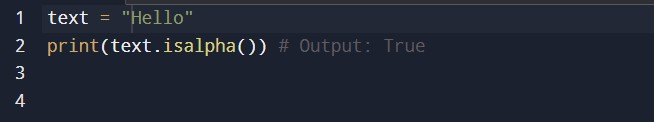 1 text = "Hello"
2 print(text.isalpha()) # Output: True
3
4